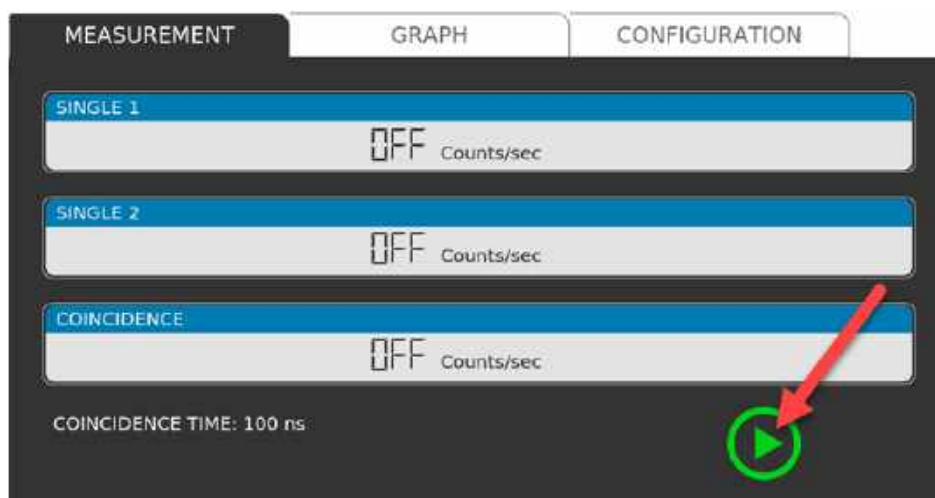 MEASUREMENT GRAPH CONFIGURATION
SINGLE 1
OFF Counts/sec
SINGLE 2
OFF Counts/sec
COINCIDENCE
OFF Counts/sec
COINCIDENCE TIME: 100 ns